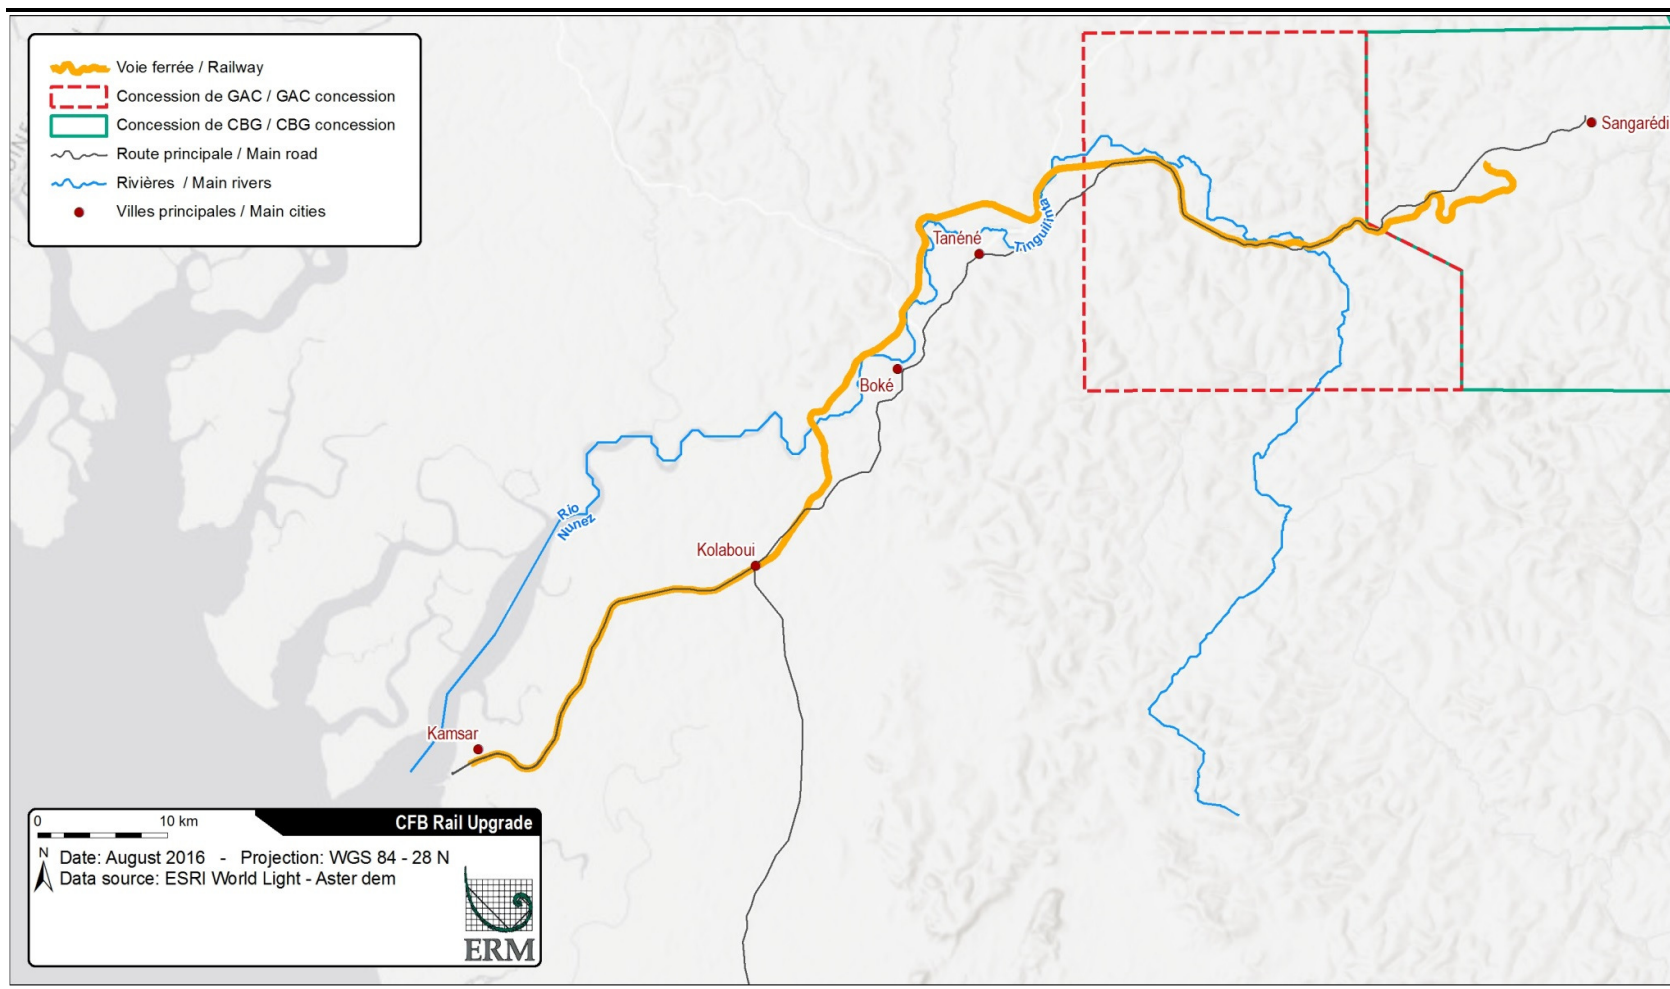 Voie ferrée / Railway
Concession de GAC / GAC concession
Concession de CBG / CBG concession
Route principale / Main road
Rivières / Main rivers
Villes principales / Main cities
Sangarédi
Tinguilinta
Tanéné
Boké
Rio
Nunez
Kolaboui
Kamsar
0 10 km
CFB Rail Upgrade
N
Date: August 2016 - Projection: WGS 84 - 28 N
Data source: ESRI World Light - Aster dem
ERM